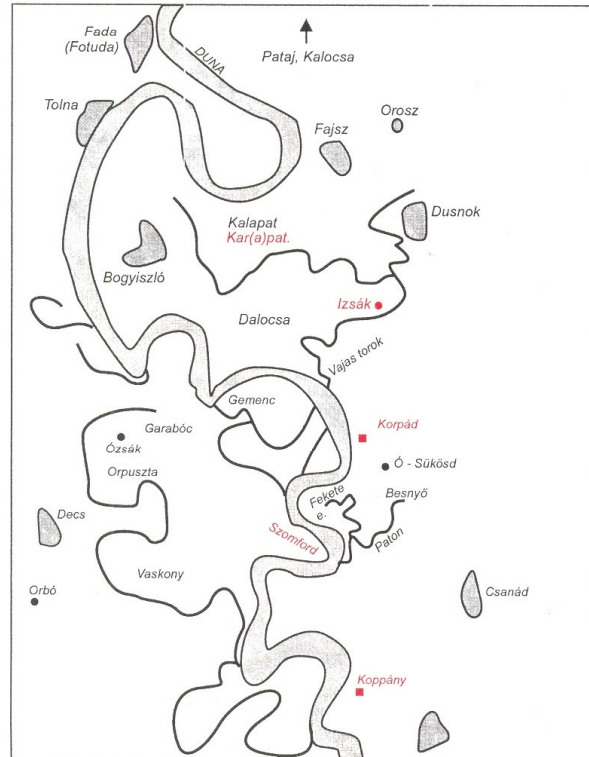 Fada
(Fotuda)
DUNA
Pataj, Kalocsa
Tolna
Orosz
Fajsz
Dusnok
Kalapat
Kar(a)pat.
Bogyiszló
Izsák
Dalocsa
Vajas torok
Gemenc
Garabóc
Korpád
Ózsák
Orpuszta
Ó - Sükösd
Fekete
e.
Besnyő
Decs
Szomford
Paton
Vaskony
Orbó
Csanád
Koppány